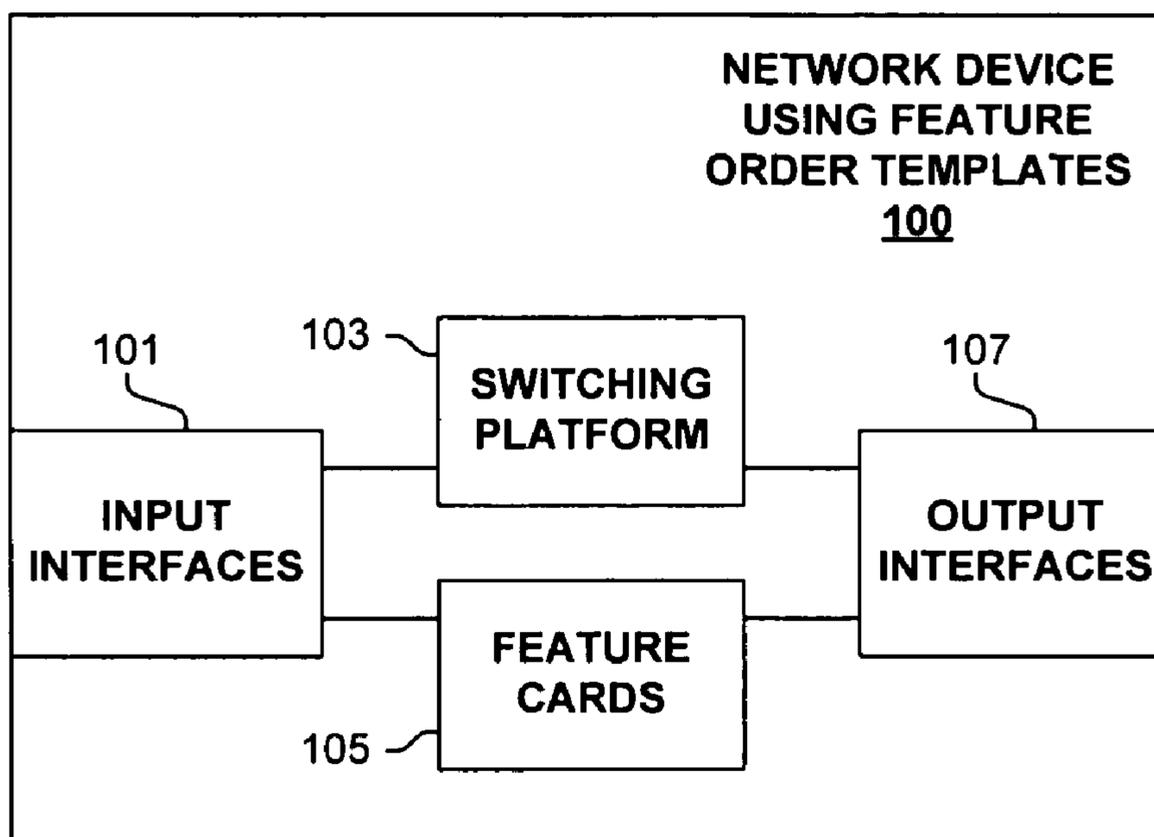 NETWORK DEVICE
USING FEATURE
ORDER TEMPLATES
100
103
SWITCHING
PLATFORM
101
INPUT
INTERFACES
107
OUTPUT
INTERFACES
FEATURE
CARDS
105